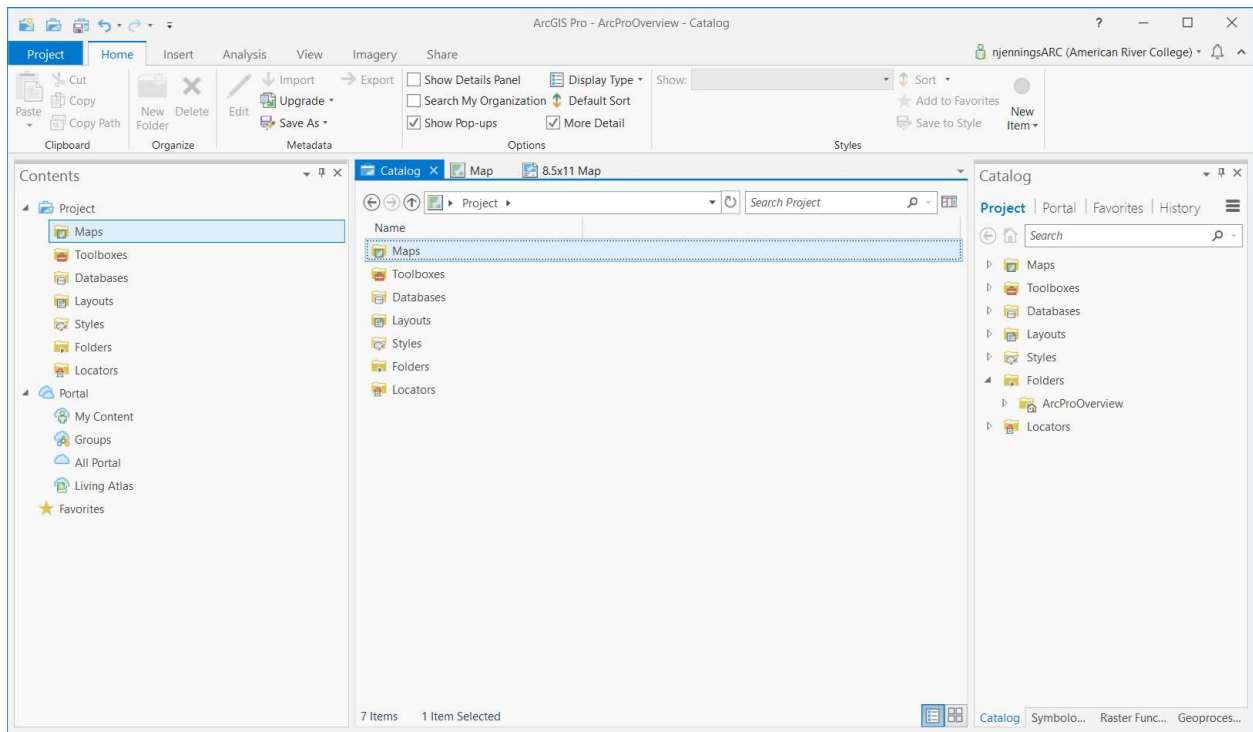 ArcGIS Pro - ArcProOverview - Catalog
?
Project Home Insert Analysis View Imagery Share
njenningsARC (American River College)
Paste
Cut
Copy
Copy Path
Clipboard
New Folder
Delete
Organize
Edit
Import
Export
Upgrade
Save As
Metadata
Show Details Panel
Search My Organization
Show Pop-ups
Display Type
Default Sort
More Detail
Options
Show:
Sort
Add to Favorites
Save to Style
New Item
Styles
Contents
Project
Maps
Toolboxes
Databases
Layouts
Styles
Folders
Locators
Portal
My Content
Groups
All Portal
Living Atlas
Favorites
Catalog
Map
8.5x11 Map
Project
Search Project
Name
Maps
Toolboxes
Databases
Layouts
Styles
Folders
Locators
7 Items 1 Item Selected
Catalog
Project | Portal | Favorites | History
Search
Maps
Toolboxes
Databases
Layouts
Styles
Folders
ArcProOverview
Locators
Catalog Symbolo... Raster Func... Geoproces...